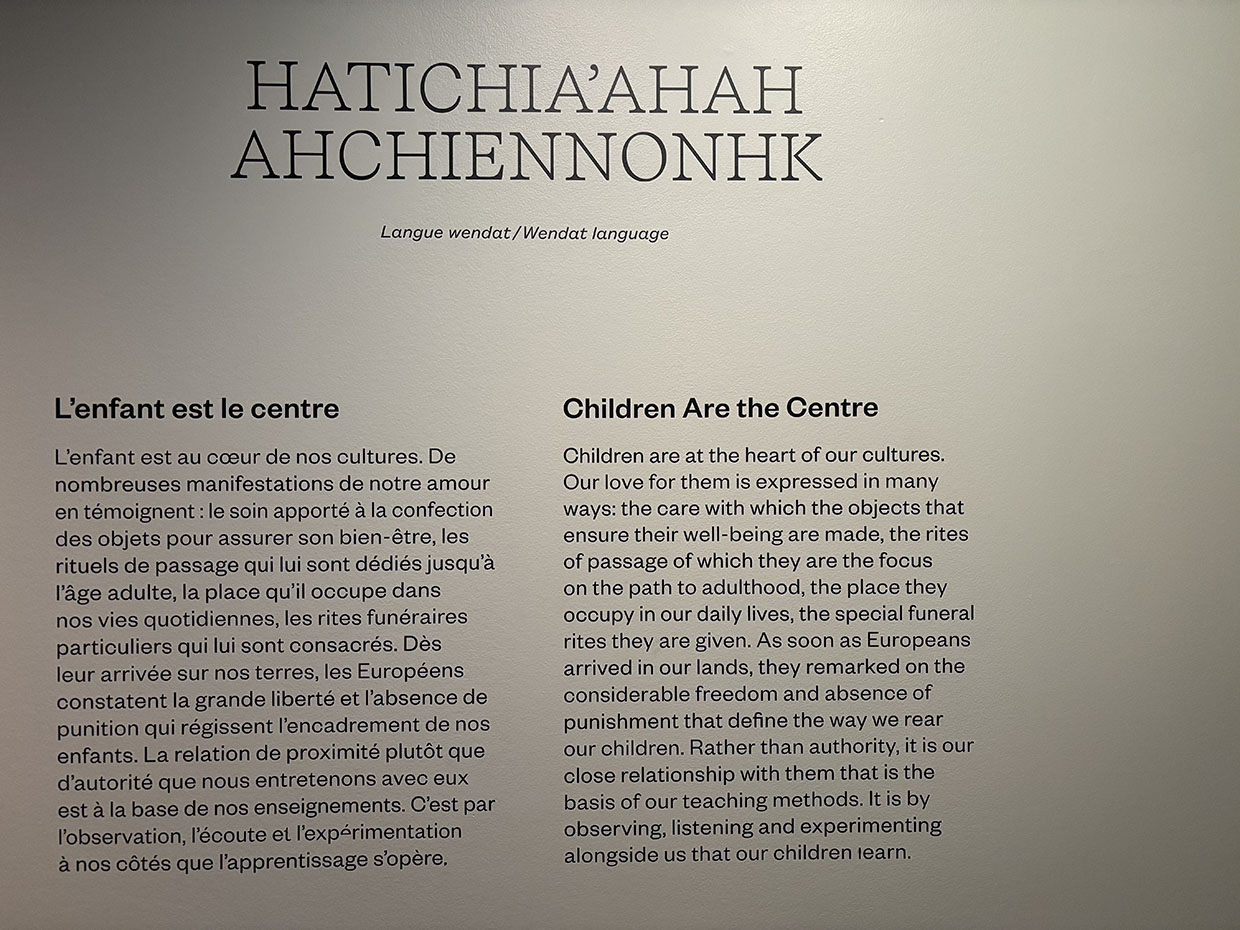 HATICHIA’AHAH
AHCHIENNONHK
Langue wendat/Wendat language
L’enfant est le centre
L’enfant est au cœur de nos cultures. De
nombreuses manifestations de notre amour
en témoignent : le soin apporté à la confection
des objets pour assurer son bien-être, les
rituels de passage qui lui sont dédiés jusqu’à
l’âge adulte, la place qu’il occupe dans
nos vies quotidiennes, les rites funéraires
particuliers qui lui sont consacrés. Dès
leur arrivée sur nos terres, les Européens
constatent la grande liberté et l’absence de
punition qui régissent l’encadrement de nos
enfants. La relation de proximité plutôt que
d’autorité que nous entretenons avec eux
est à la base de nos enseignements. C’est par
l’observation, l’écoute et l’expérimentation
à nos côtés que l’apprentissage s’opère.
Children Are the Centre
Children are at the heart of our cultures.
Our love for them is expressed in many
ways: the care with which the objects that
ensure their well-being are made, the rites
of passage of which they are the focus
on the path to adulthood, the place they
occupy in our daily lives, the special funeral
rites they are given. As soon as Europeans
arrived in our lands, they remarked on the
considerable freedom and absence of
punishment that define the way we rear
our children. Rather than authority, it is our
close relationship with them that is the
basis of our teaching methods. It is by
observing, listening and experimenting
alongside us that our children learn.